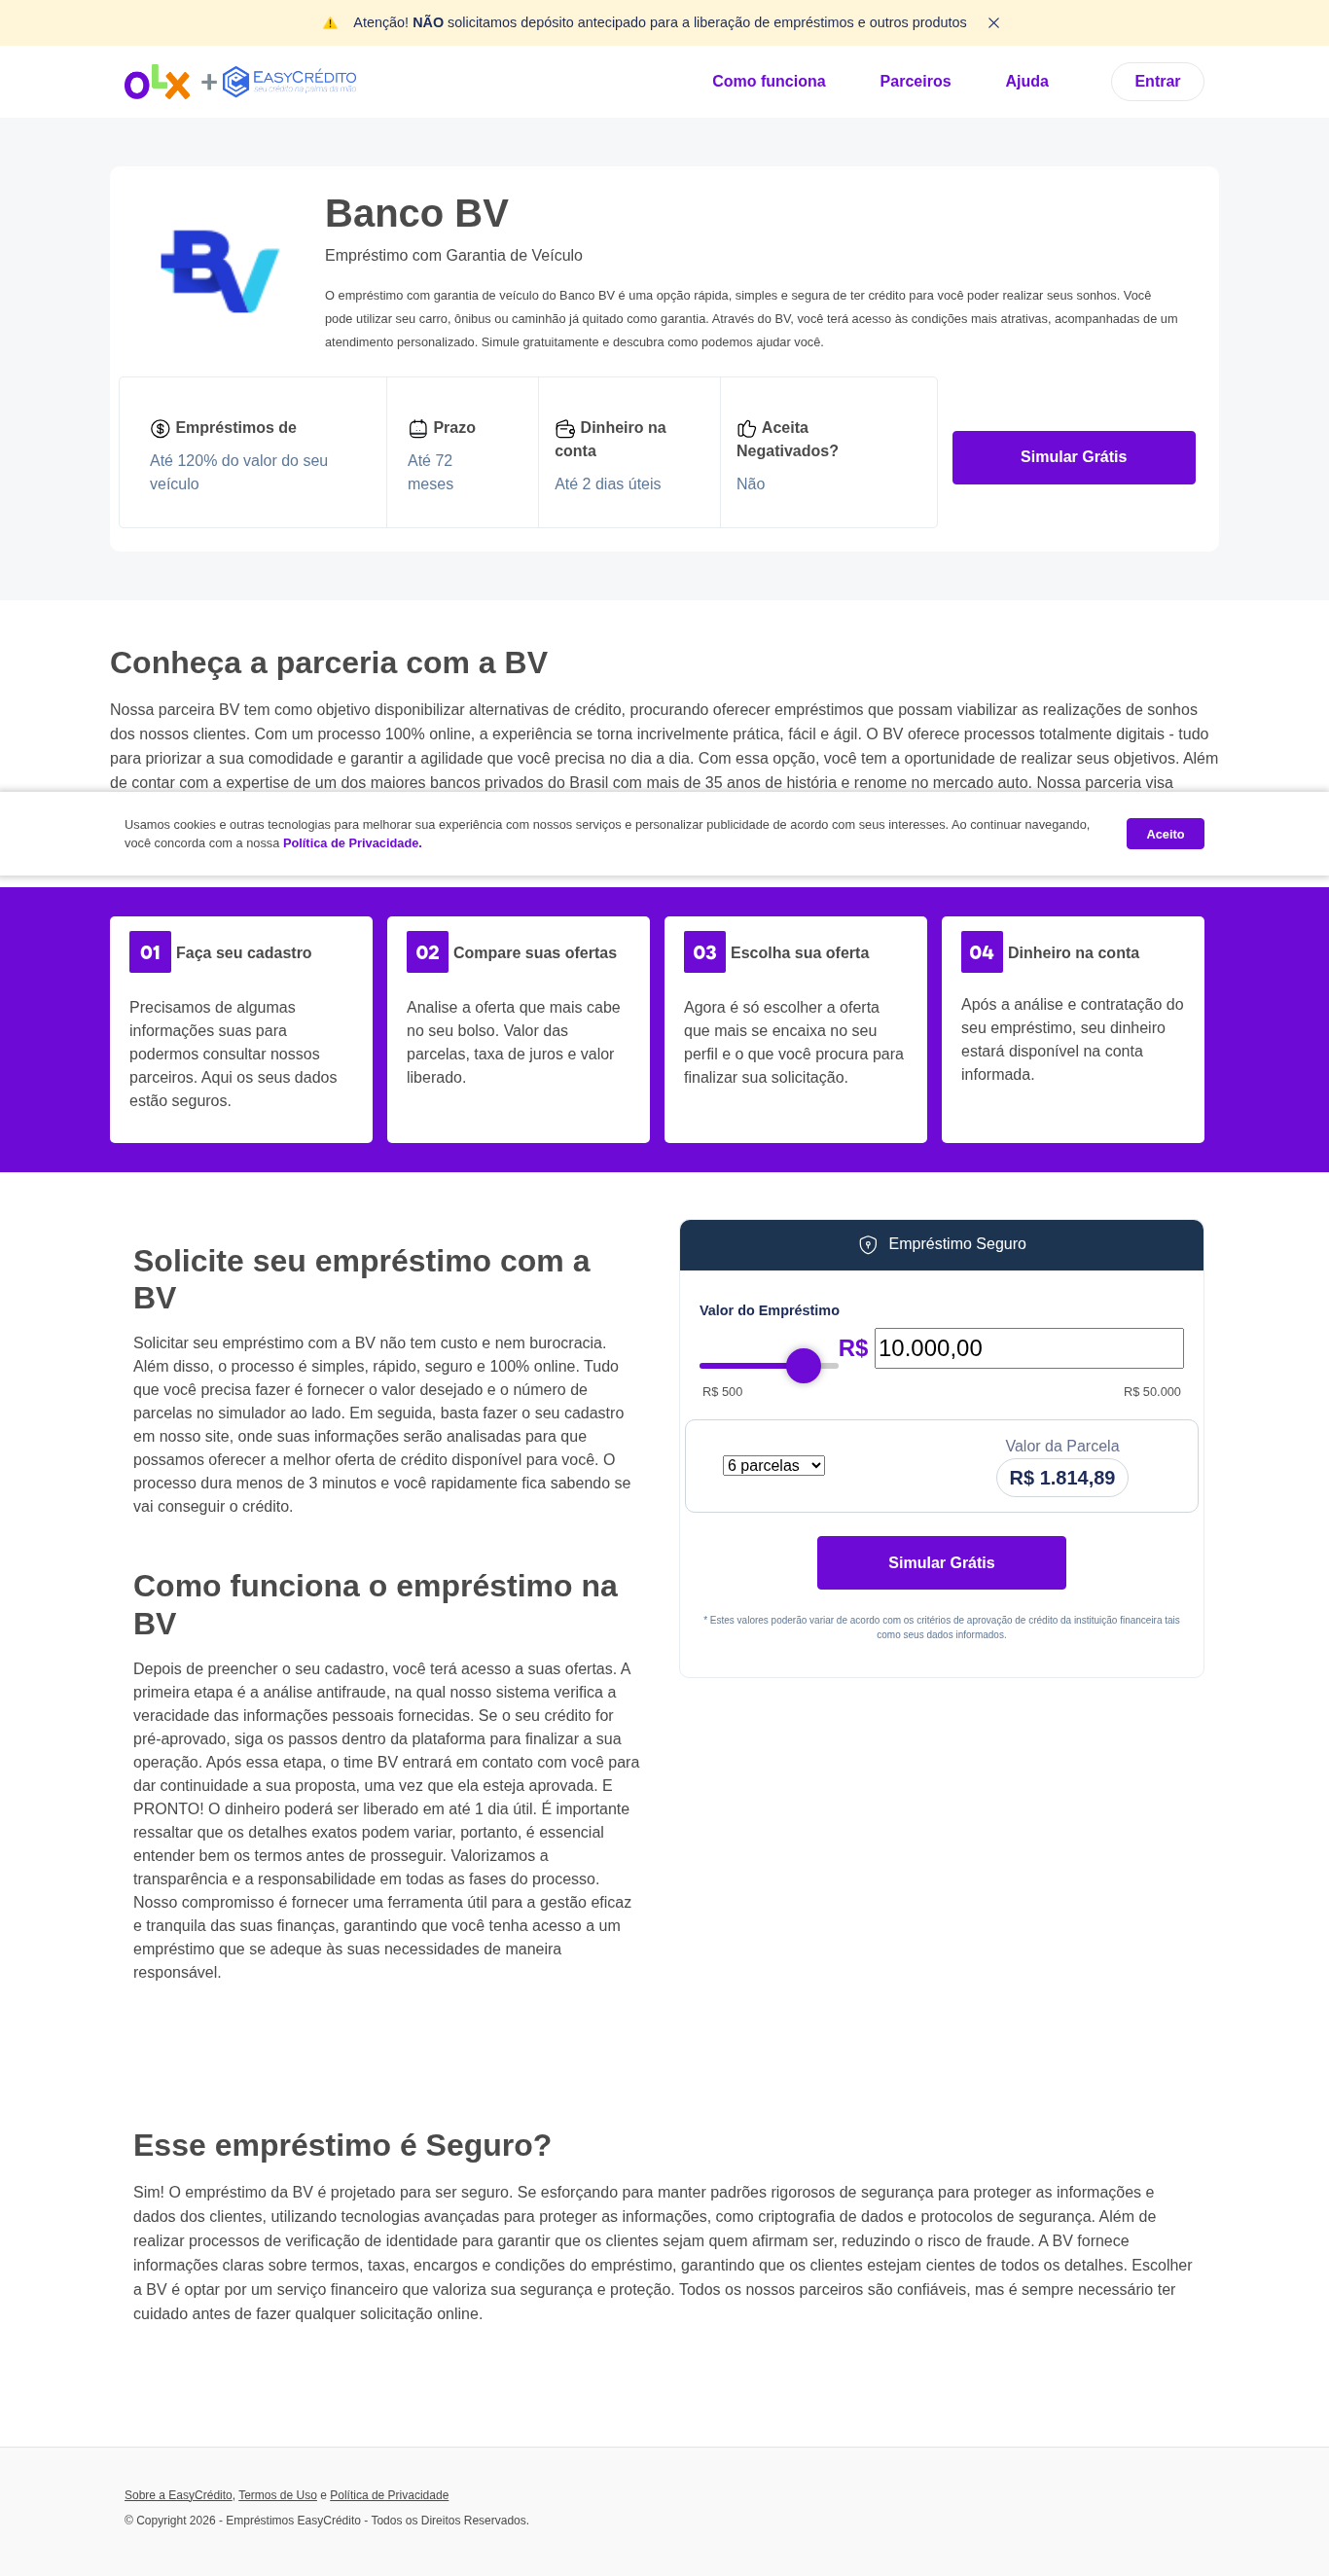 Atenção! NÃO solicitamos depósito antecipado para a liberação de empréstimos e outros produtos
OLX + EASYCRÉDITO
seu crédito na palma da mão
Como funciona
Parceiros
Ajuda
Entrar
BV
Banco BV
Empréstimo com Garantia de Veículo
O empréstimo com garantia de veículo do Banco BV é uma opção rápida, simples e segura de ter crédito para você poder realizar seus sonhos. Você
pode utilizar seu carro, ônibus ou caminhão já quitado como garantia. Através do BV, você terá acesso às condições mais atrativas, acompanhadas de um
atendimento personalizado. Simule gratuitamente e descubra como podemos ajudar você.
Empréstimos de
Até 120% do valor do seu
veículo
Prazo
Até 72
meses
Dinheiro na
conta
Até 2 dias úteis
Aceita
Negativados?
Não
Simular Grátis
Conheça a parceria com a BV
Nossa parceira BV tem como objetivo disponibilizar alternativas de crédito, procurando oferecer empréstimos que possam viabilizar as realizações de sonhos
dos nossos clientes. Com um processo 100% online, a experiência se torna incrivelmente prática, fácil e ágil. O BV oferece processos totalmente digitais - tudo
para priorizar a sua comodidade e garantir a agilidade que você precisa no dia a dia. Com essa opção, você tem a oportunidade de realizar seus objetivos. Além
de contar com a expertise de um dos maiores bancos privados do Brasil com mais de 35 anos de história e renome no mercado auto. Nossa parceria visa
Usamos cookies e outras tecnologias para melhorar sua experiência com nossos serviços e personalizar publicidade de acordo com seus interesses. Ao continuar navegando,
você concorda com a nossa Política de Privacidade.
Aceito
01 Faça seu cadastro
Precisamos de algumas
informações suas para
podermos consultar nossos
parceiros. Aqui os seus dados
estão seguros.
02 Compare suas ofertas
Analise a oferta que mais cabe
no seu bolso. Valor das
parcelas, taxa de juros e valor
liberado.
03 Escolha sua oferta
Agora é só escolher a oferta
que mais se encaixa no seu
perfil e o que você procura para
finalizar sua solicitação.
04 Dinheiro na conta
Após a análise e contratação do
seu empréstimo, seu dinheiro
estará disponível na conta
informada.
Solicite seu empréstimo com a
BV
Solicitar seu empréstimo com a BV não tem custo e nem burocracia.
Além disso, o processo é simples, rápido, seguro e 100% online. Tudo
que você precisa fazer é fornecer o valor desejado e o número de
parcelas no simulador ao lado. Em seguida, basta fazer o seu cadastro
em nosso site, onde suas informações serão analisadas para que
possamos oferecer a melhor oferta de crédito disponível para você. O
processo dura menos de 3 minutos e você rapidamente fica sabendo se
vai conseguir o crédito.
Como funciona o empréstimo na
BV
Depois de preencher o seu cadastro, você terá acesso a suas ofertas. A
primeira etapa é a análise antifraude, na qual nosso sistema verifica a
veracidade das informações pessoais fornecidas. Se o seu crédito for
pré-aprovado, siga os passos dentro da plataforma para finalizar a sua
operação. Após essa etapa, o time BV entrará em contato com você para
dar continuidade a sua proposta, uma vez que ela esteja aprovada. E
PRONTO! O dinheiro poderá ser liberado em até 1 dia útil. É importante
ressaltar que os detalhes exatos podem variar, portanto, é essencial
entender bem os termos antes de prosseguir. Valorizamos a
transparência e a responsabilidade em todas as fases do processo.
Nosso compromisso é fornecer uma ferramenta útil para a gestão eficaz
e tranquila das suas finanças, garantindo que você tenha acesso a um
empréstimo que se adeque às suas necessidades de maneira
responsável.
Empréstimo Seguro
Valor do Empréstimo
R$ 10.000,00
R$ 500
R$ 50.000
6 parcelas
Valor da Parcela
R$ 1.814,89
Simular Grátis
* Estes valores poderão variar de acordo com os critérios de aprovação de crédito da instituição financeira tais
como seus dados informados.
Esse empréstimo é Seguro?
Sim! O empréstimo da BV é projetado para ser seguro. Se esforçando para manter padrões rigorosos de segurança para proteger as informações e
dados dos clientes, utilizando tecnologias avançadas para proteger as informações, como criptografia de dados e protocolos de segurança. Além de
realizar processos de verificação de identidade para garantir que os clientes sejam quem afirmam ser, reduzindo o risco de fraude. A BV fornece
informações claras sobre termos, taxas, encargos e condições do empréstimo, garantindo que os clientes estejam cientes de todos os detalhes. Escolher
a BV é optar por um serviço financeiro que valoriza sua segurança e proteção. Todos os nossos parceiros são confiáveis, mas é sempre necessário ter
cuidado antes de fazer qualquer solicitação online.
Sobre a EasyCrédito, Termos de Uso e Política de Privacidade
© Copyright 2026 - Empréstimos EasyCrédito - Todos os Direitos Reservados.